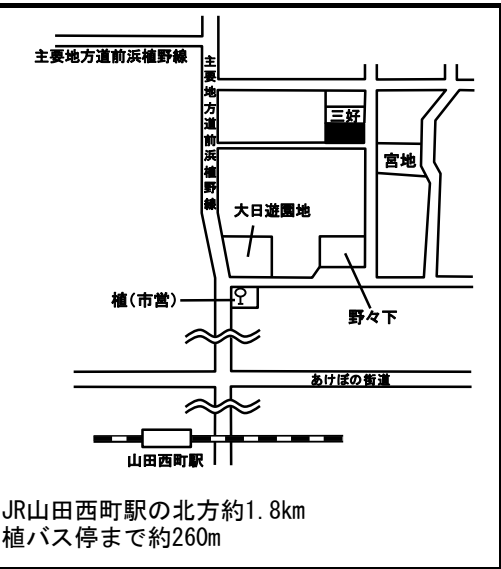 主要地方道前浜植野線
主要地方道前浜植野線
三好
宮地
大日遊園地
植(市営)
野々下
あけぼの街道
山田西町駅
JR山田西町駅の北方約1.8km
植バス停まで約260m